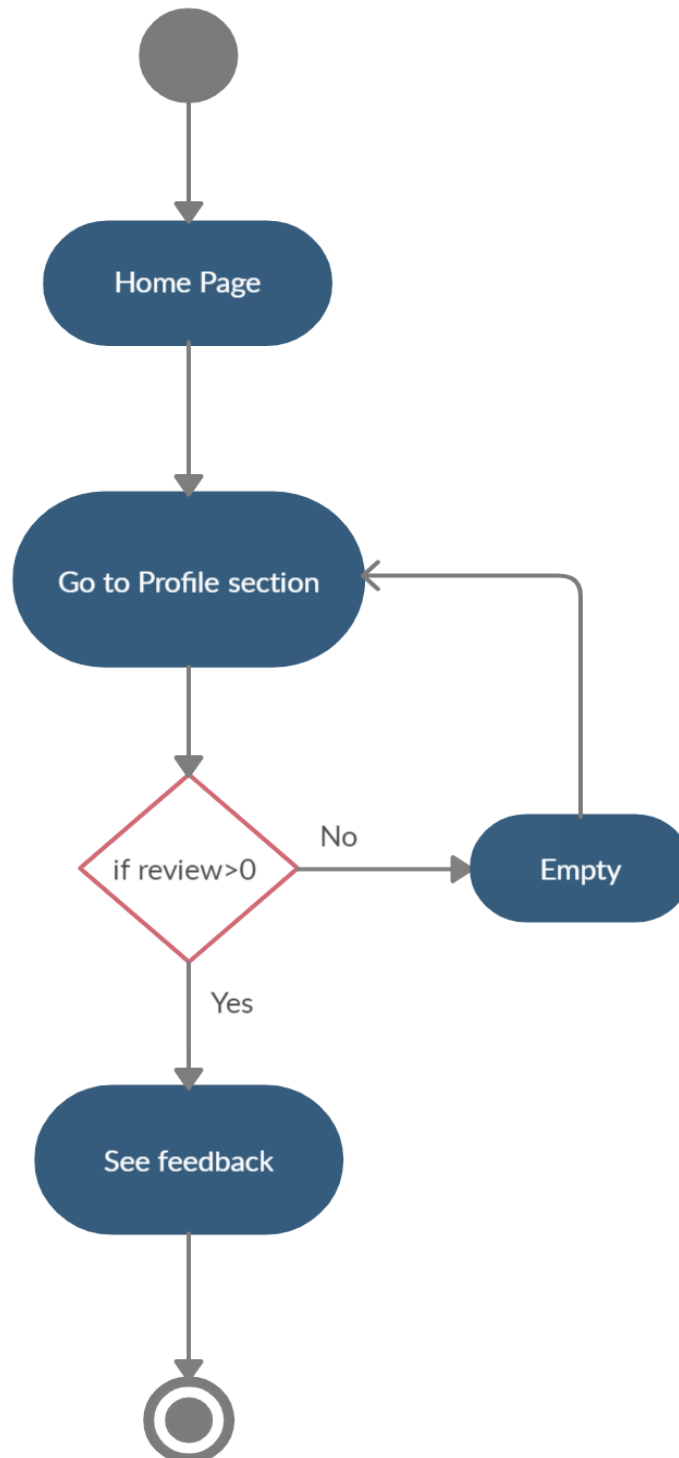 Home Page
Go to Profile section
if review>0
No
Empty
Yes
See feedback